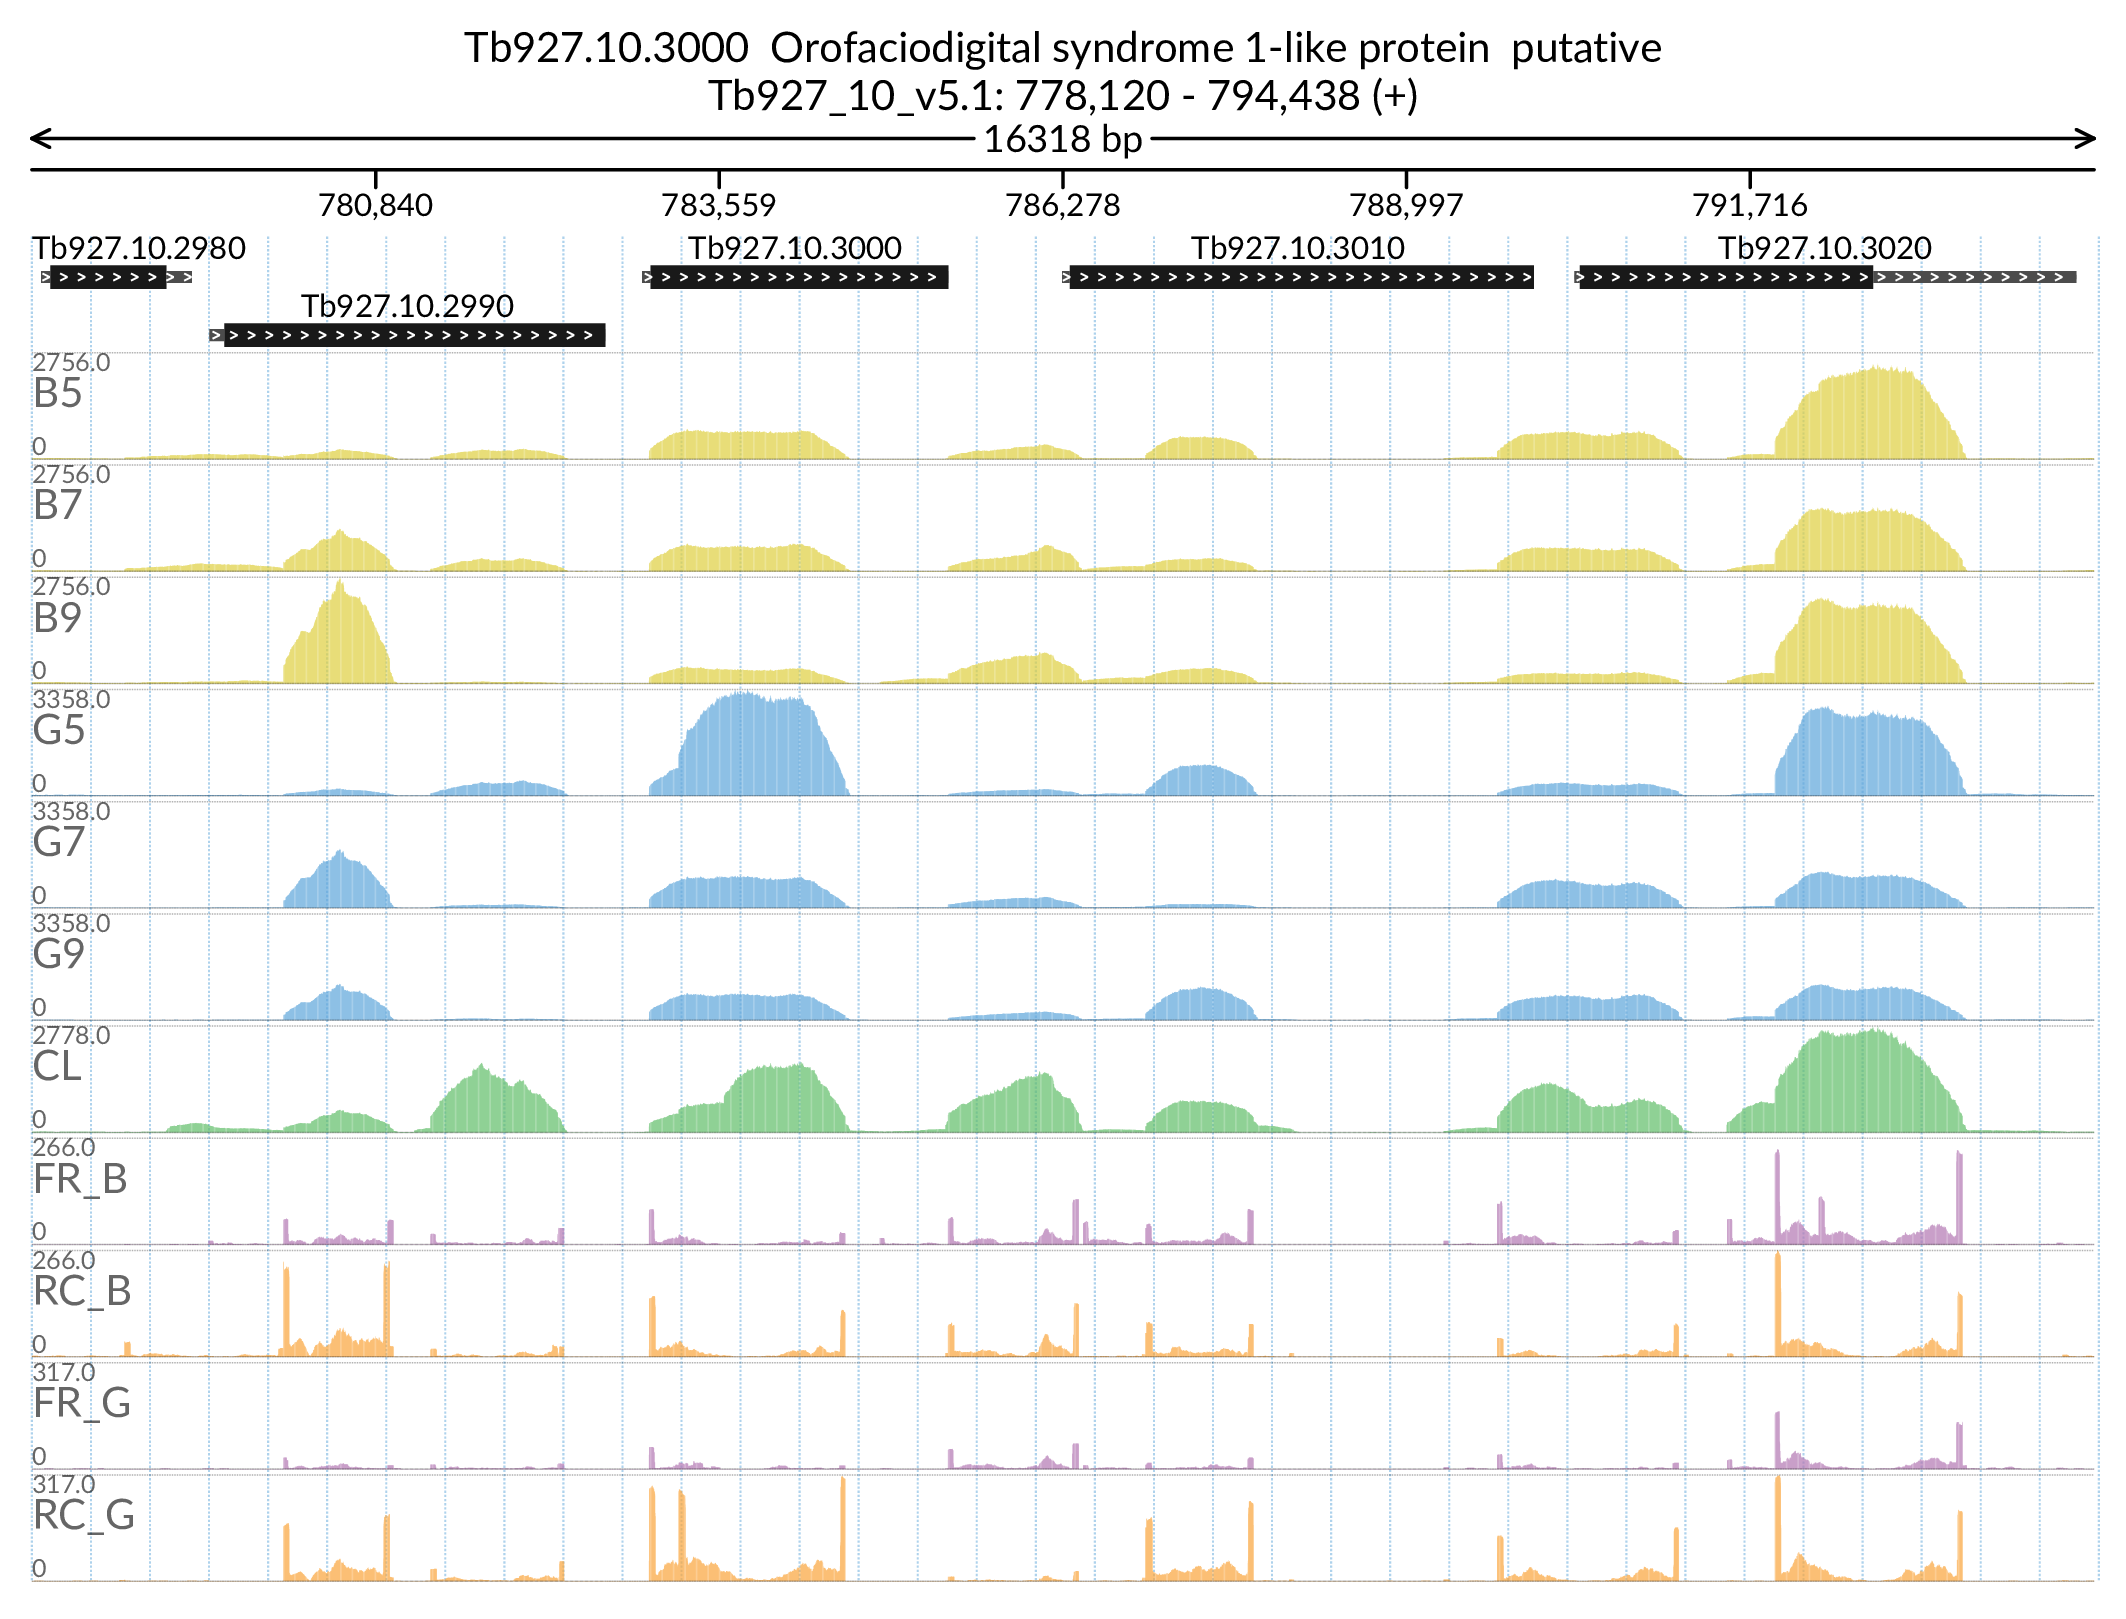 Tb927.10.3000 Orofaciodigital syndrome 1-like protein putative
Tb927_10_v5.1: 778,120 - 794,438 (+)
16318 bp
780,840 783,559 786,278 788,997 791,716
Tb927.10.2980 Tb927.10.3000 Tb927.10.3010 Tb927.10.3020
Tb927.10.2990
2756.0
B5
0
2756.0
B7
0
2756.0
B9
0
3358.0
G5
0
3358.0
G7
0
3358.0
G9
0
2778.0
CL
0
266.0
FR_B
0
266.0
RC_B
0
317.0
FR_G
0
317.0
RC_G
0